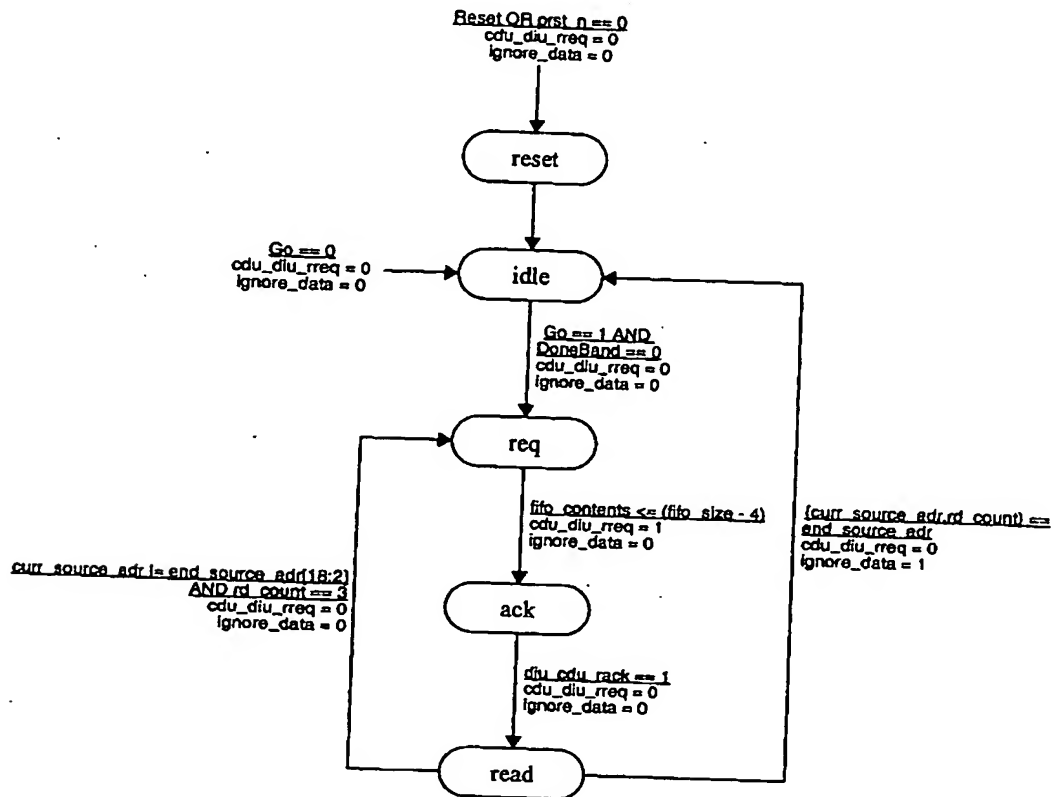 Reset OR prst_n == 0
cdu_diu_rreq = 0
ignore_data = 0
reset
Go == 0
cdu_diu_rreq = 0
ignore_data = 0
idle
Go == 1 AND
DoneBand == 0
cdu_diu_rreq = 0
ignore_data = 0
req
fifo_contents <= (fifo_size - 4)
cdu_diu_rreq = 1
ignore_data = 0
{curr_source_adr,rd_count} ==
end_source_adr
cdu_diu_rreq = 0
ignore_data = 1
curr_source_adr != end_source_adr[18:2]
AND rd_count == 3
cdu_diu_rreq = 0
ignore_data = 0
ack
diu_cdu_rack == 1
cdu_diu_rreq = 0
ignore_data = 0
read